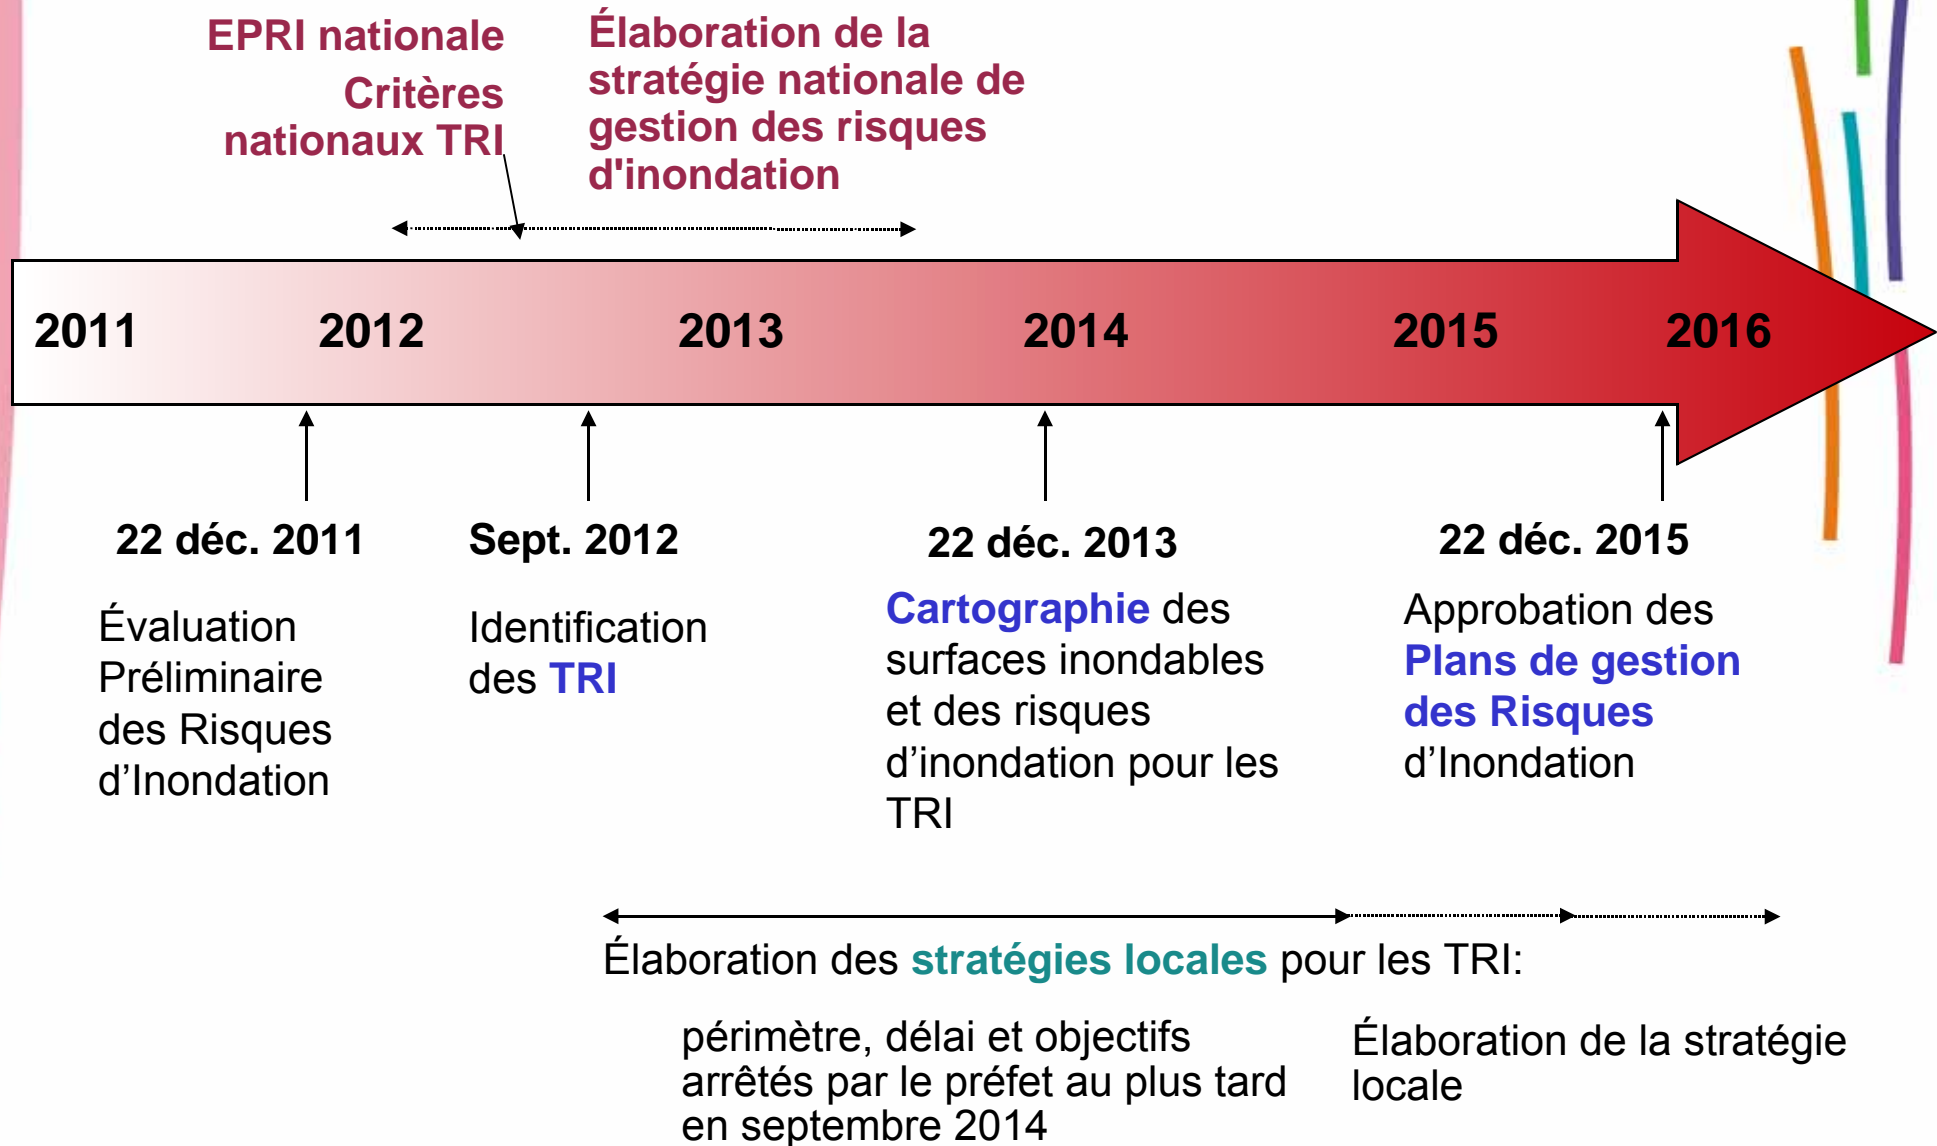 EPRI nationale
Critères
nationaux TRI
Élaboration de la
stratégie nationale de
gestion des risques
d'inondation
2011
2012
2013
2014
2015
2016
22 déc. 2011
Évaluation
Préliminaire
des Risques
d’Inondation
Sept. 2012
Identification
des TRI
22 déc. 2013
Cartographie des
surfaces inondables
et des risques
d’inondation pour les
TRI
22 déc. 2015
Approbation des
Plans de gestion
des Risques
d’Inondation
Élaboration des stratégies locales pour les TRI:
périmètre, délai et objectifs
arrêtés par le préfet au plus tard
en septembre 2014
Élaboration de la stratégie
locale